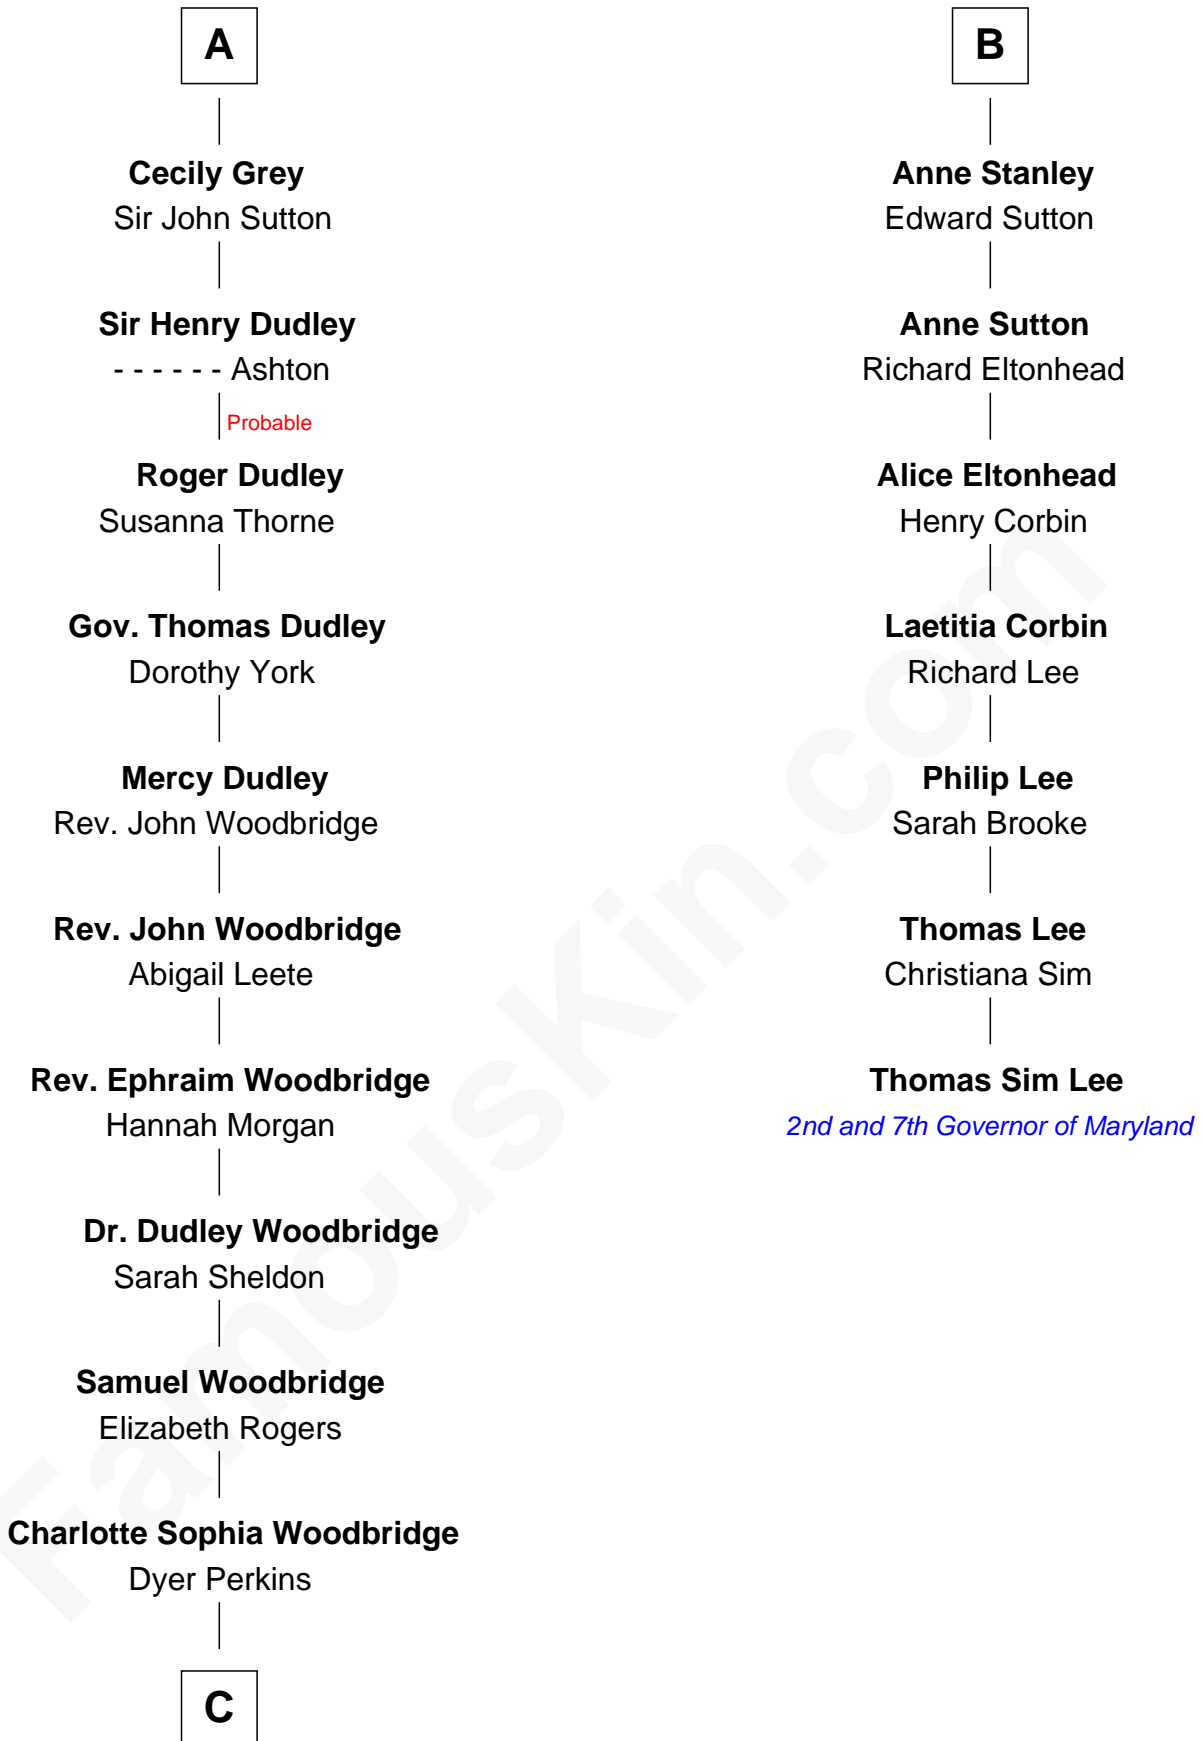 A
Cecily Grey
Sir John Sutton
Sir Henry Dudley
- - - - - - Ashton
Probable
Roger Dudley
Susanna Thorne
Gov. Thomas Dudley
Dorothy York
Mercy Dudley
Rev. John Woodbridge
Rev. John Woodbridge
Abigail Leete
Rev. Ephraim Woodbridge
Hannah Morgan
Dr. Dudley Woodbridge
Sarah Sheldon
Samuel Woodbridge
Elizabeth Rogers
Charlotte Sophia Woodbridge
Dyer Perkins
C
B
Anne Stanley
Edward Sutton
Anne Sutton
Richard Eltonhead
Alice Eltonhead
Henry Corbin
Laetitia Corbin
Richard Lee
Philip Lee
Sarah Brooke
Thomas Lee
Christiana Sim
Thomas Sim Lee
2nd and 7th Governor of Maryland
FamousKin.com